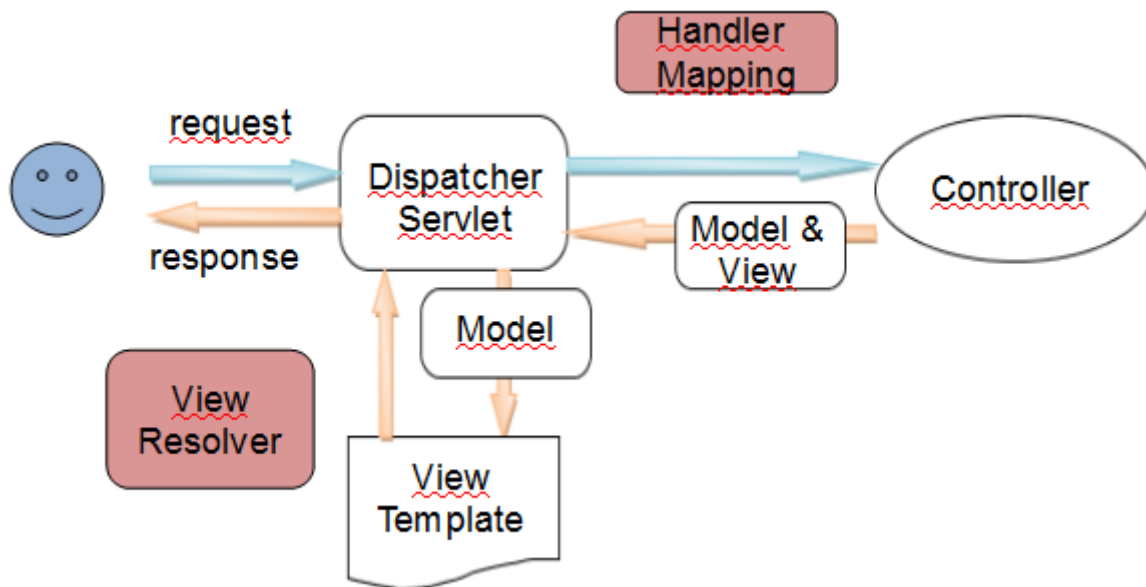 Handler
Mapping
request
Dispatcher
Servlet
Controller
response
Model &
View
Model
View
Resolver
View
Template